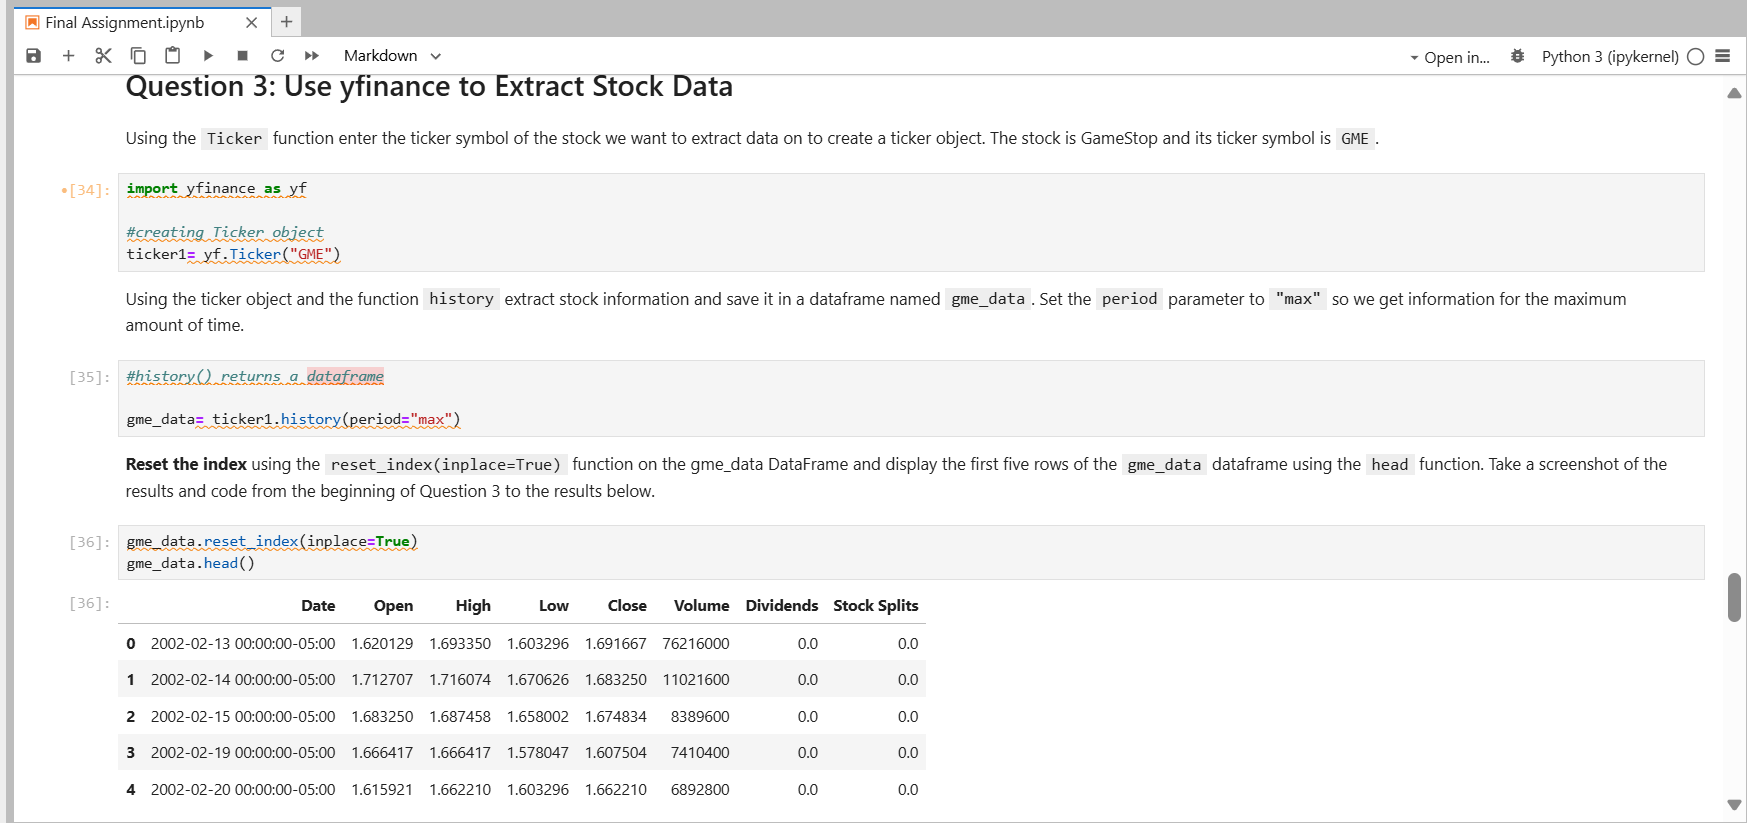 Final Assignment.ipynb
Markdown
Open in...
Python 3 (ipykernel)
Question 3: Use yfinance to Extract Stock Data
Using the Ticker function enter the ticker symbol of the stock we want to extract data on to create a ticker object. The stock is GameStop and its ticker symbol is GME .
[34]:
import yfinance as yf
#creating Ticker object
ticker1= yf.Ticker("GME")
Using the ticker object and the function history extract stock information and save it in a dataframe named gme_data . Set the period parameter to "max" so we get information for the maximum
amount of time.
[35]:
#history() returns a dataframe
gme_data= ticker1.history(period="max")
Reset the index using the reset_index(inplace=True) function on the gme_data DataFrame and display the first five rows of the gme_data dataframe using the head function. Take a screenshot of the
results and code from the beginning of Question 3 to the results below.
[36]:
gme_data.reset_index(inplace=True)
gme_data.head()
[36]:
Date Open High Low Close Volume Dividends Stock Splits
0 2002-02-13 00:00:00-05:00 1.620129 1.693350 1.603296 1.691667 76216000 0.0 0.0
1 2002-02-14 00:00:00-05:00 1.712707 1.716074 1.670626 1.683250 11021600 0.0 0.0
2 2002-02-15 00:00:00-05:00 1.683250 1.687458 1.658002 1.674834 8389600 0.0 0.0
3 2002-02-19 00:00:00-05:00 1.666417 1.666417 1.578047 1.607504 7410400 0.0 0.0
4 2002-02-20 00:00:00-05:00 1.615921 1.662210 1.603296 1.662210 6892800 0.0 0.0